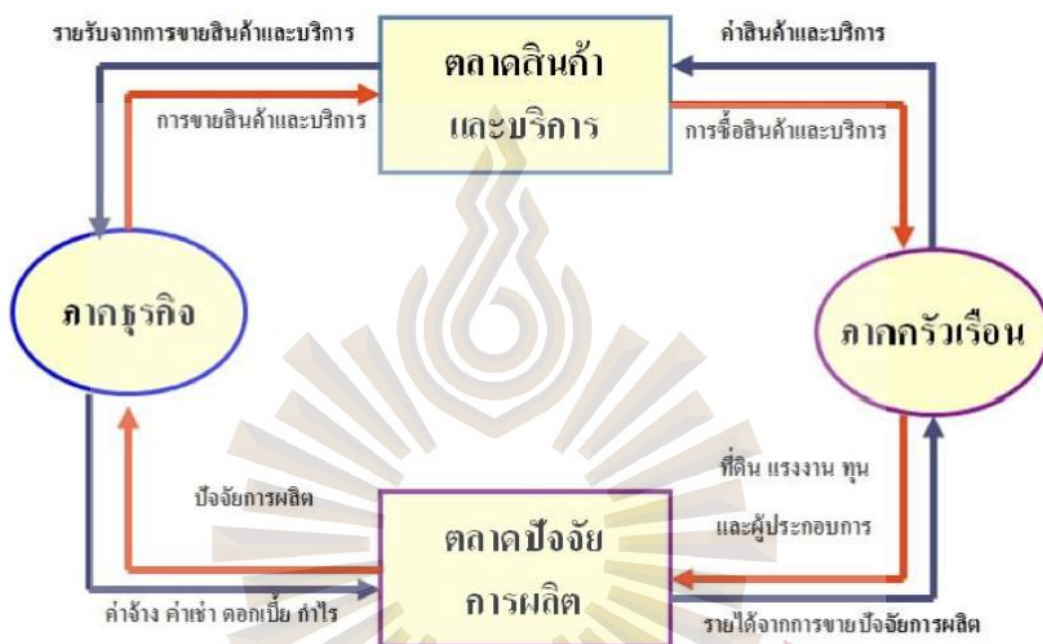 รายรับจากการขายสินค้าและบริการ
ค่าสินค้าและบริการ
ตลาดสินค้า
และบริการ
การขายสินค้าและบริการ
การซื้อสินค้าและบริการ
ภาคธุรกิจ
ภาคครัวเรือน
ที่ดิน แรงงาน ทุน
และผู้ประกอบการ
ปัจจัยการผลิต
ตลาดปัจจัย
การผลิต
ค่าจ้าง ค่าเช่า ดอกเบี้ย กำไร
รายได้จากการขายปัจจัยการผลิต